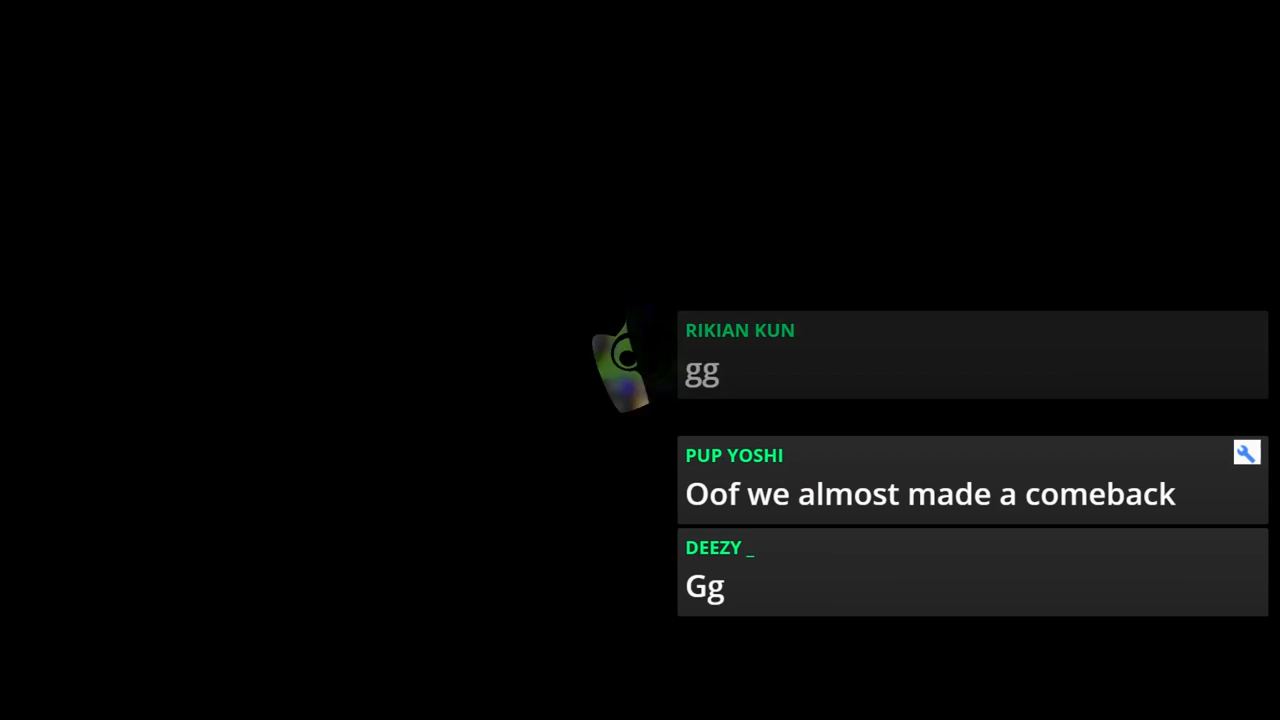 RIKIAN KUN
gg
PUP YOSHI
Oof we almost made a comeback
DEEZY _
Gg